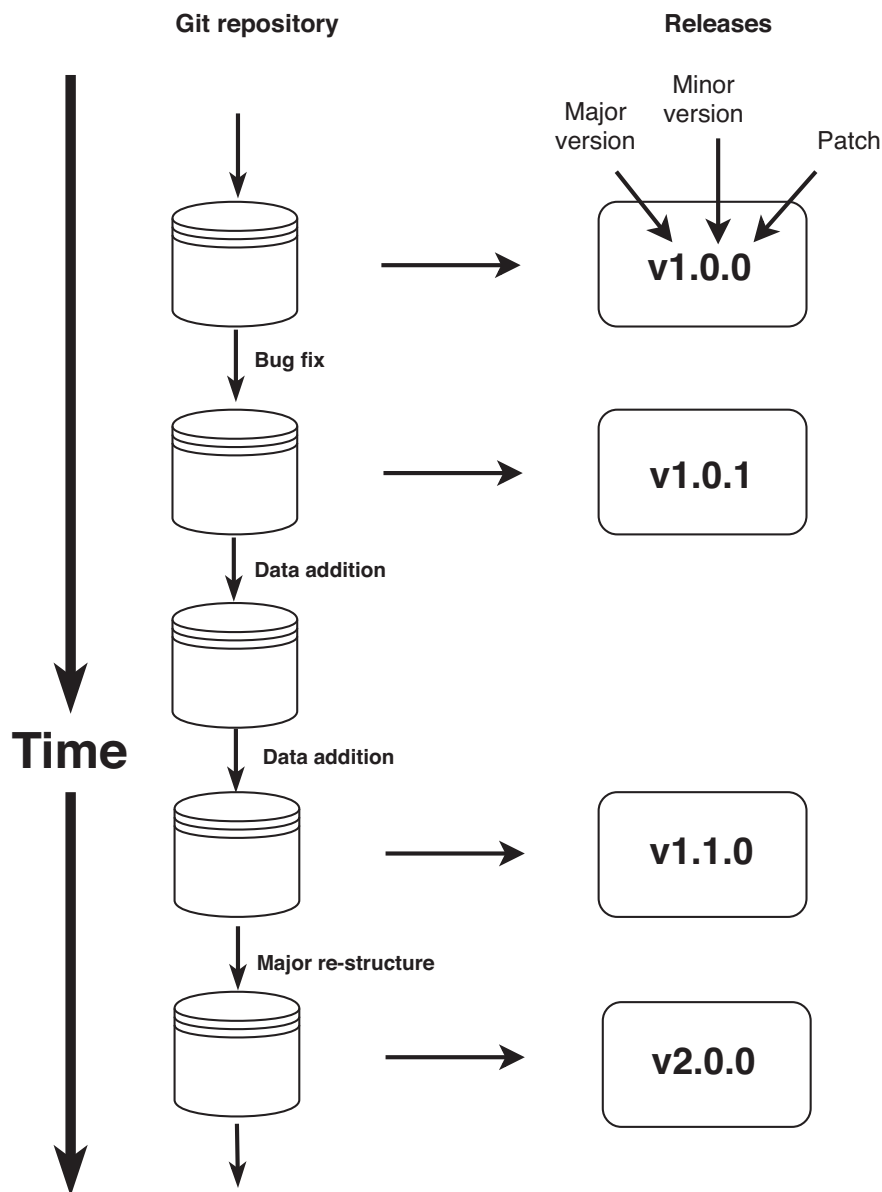 Git repository
Releases
Minor
version
Major
version
Patch
v1.0.0
Bug fix
v1.0.1
Data addition
Time
Data addition
v1.1.0
Major re-structure
v2.0.0